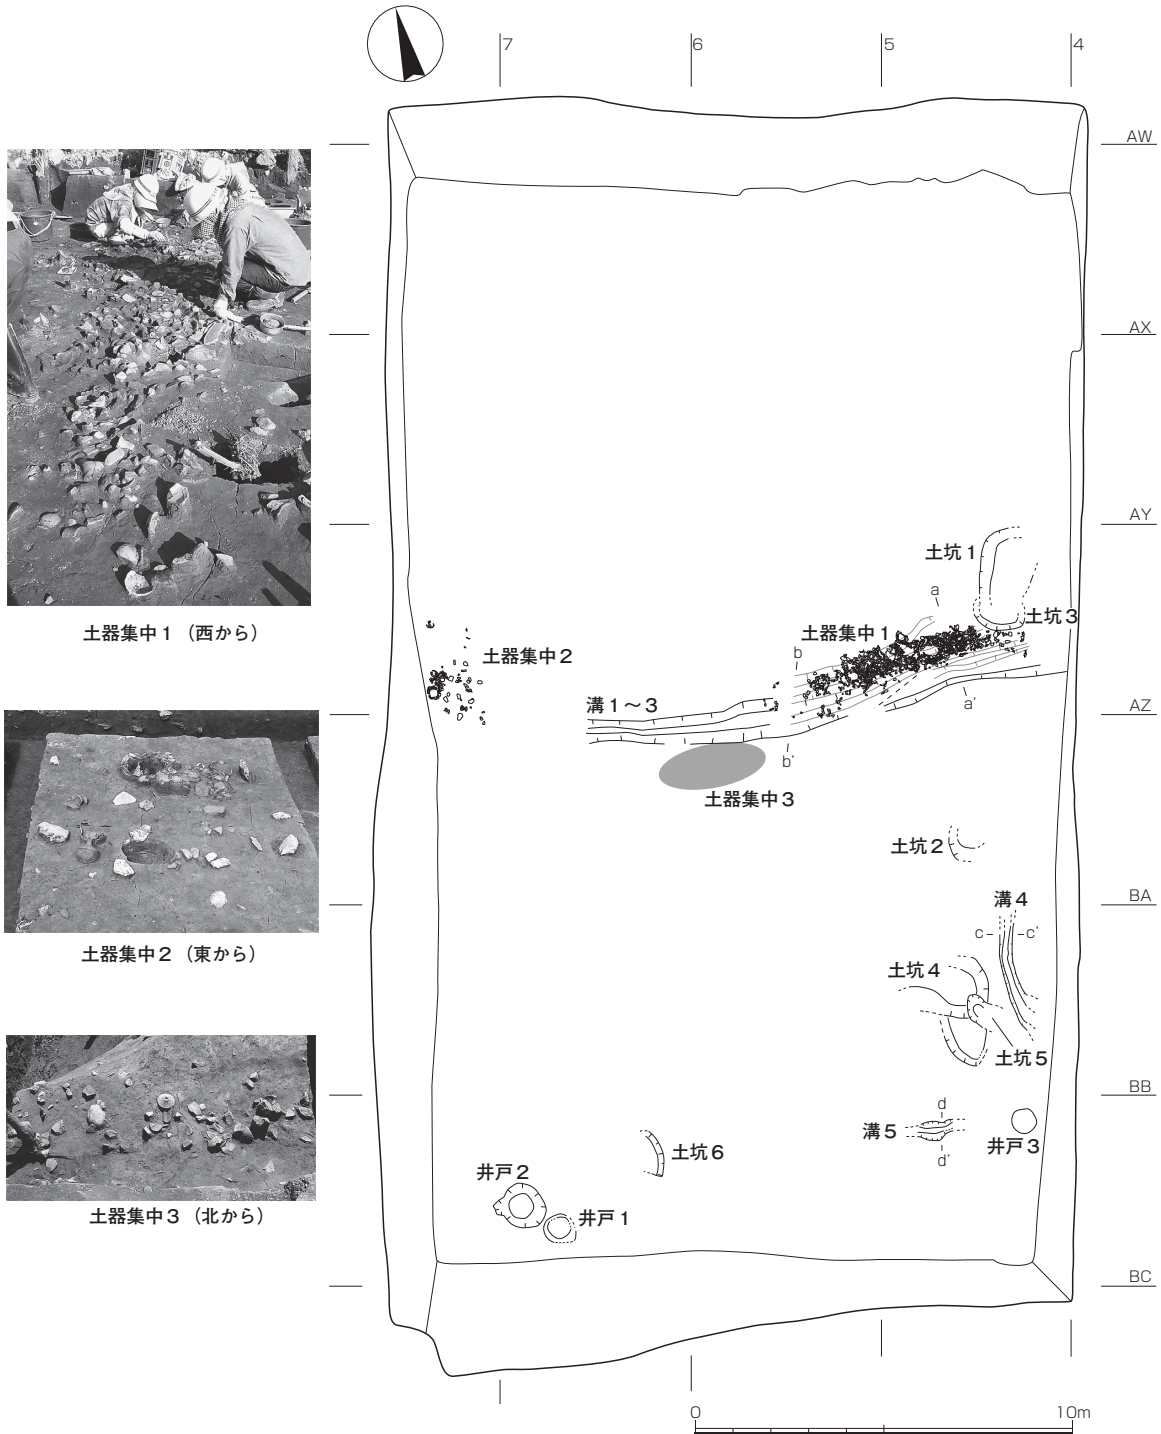 7
6
5
4
AW
AX
AY
土坑1
a
土坑3
土器集中1
土器集中1（西から）
土器集中2
b
溝1～3
a'
AZ
b'
土器集中3
土坑2
BA
溝4
c
c'
土器集中2（東から）
土坑4
土坑5
BB
d
溝5
井戸3
d'
土坑6
井戸2
土器集中3（北から）
井戸1
BC
0
10m